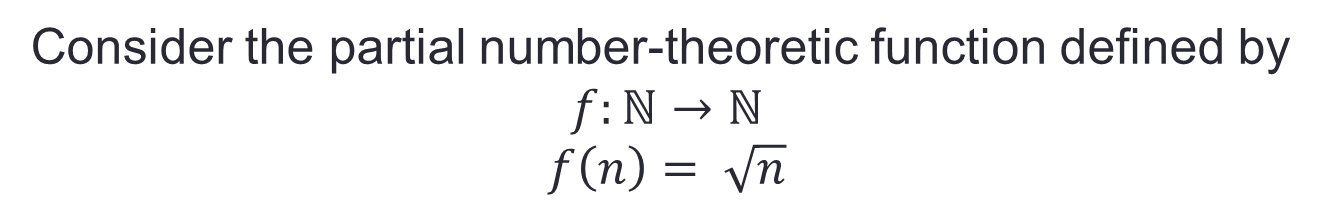 Consider the partial number-theoretic function defined by
𝑓: ℕ → ℕ
𝑓(𝑛) = √𝑛